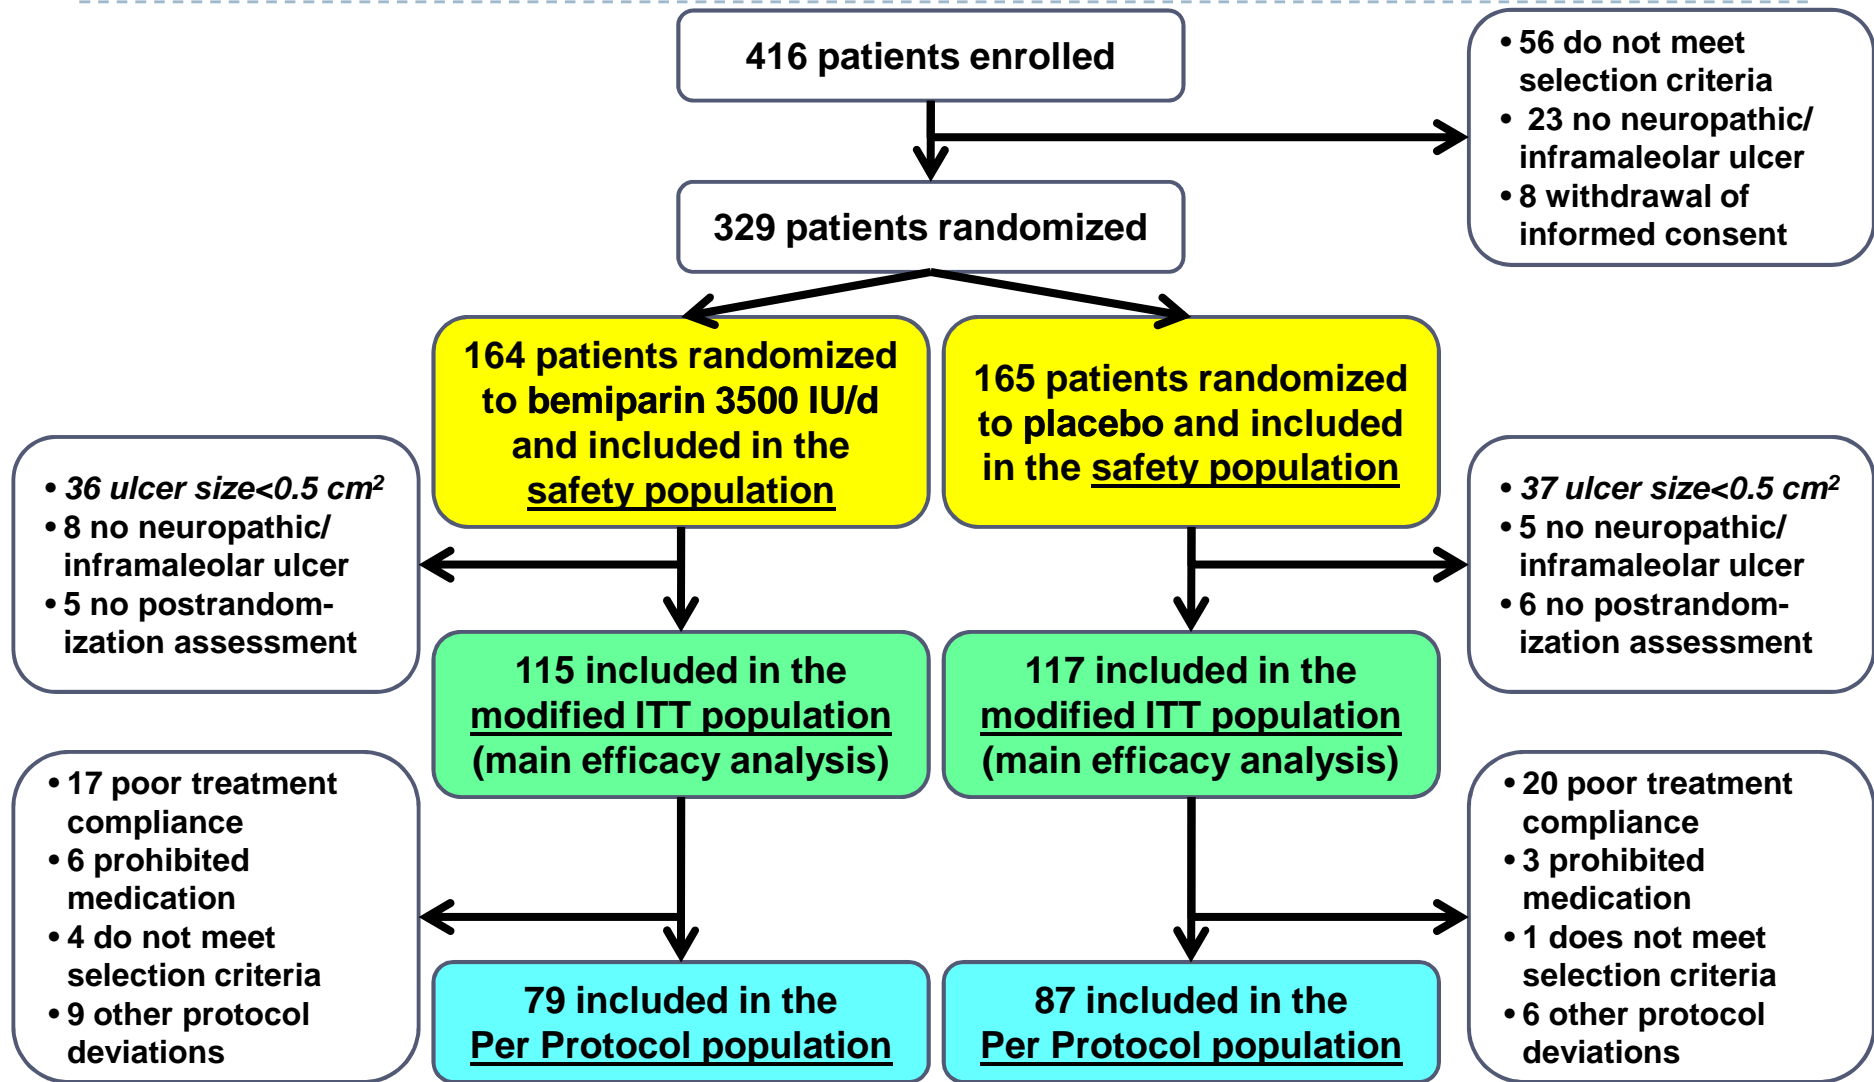 416 patients enrolled
• 56 do not meet
selection criteria
• 23 no neuropathic/
inframaleolar ulcer
• 8 withdrawal of
informed consent
329 patients randomized
164 patients randomized
to bemiparin 3500 IU/d
and included in the
safety population
165 patients randomized
to placebo and included
in the safety population
• 36 ulcer size<0.5 cm²
• 8 no neuropathic/
inframaleolar ulcer
• 5 no postrandom-
ization assessment
• 37 ulcer size<0.5 cm²
• 5 no neuropathic/
inframaleolar ulcer
• 6 no postrandom-
ization assessment
115 included in the
modified ITT population
(main efficacy analysis)
117 included in the
modified ITT population
(main efficacy analysis)
• 17 poor treatment
compliance
• 6 prohibited
medication
• 4 do not meet
selection criteria
• 9 other protocol
deviations
• 20 poor treatment
compliance
• 3 prohibited
medication
• 1 does not meet
selection criteria
• 6 other protocol
deviations
79 included in the
Per Protocol population
87 included in the
Per Protocol population